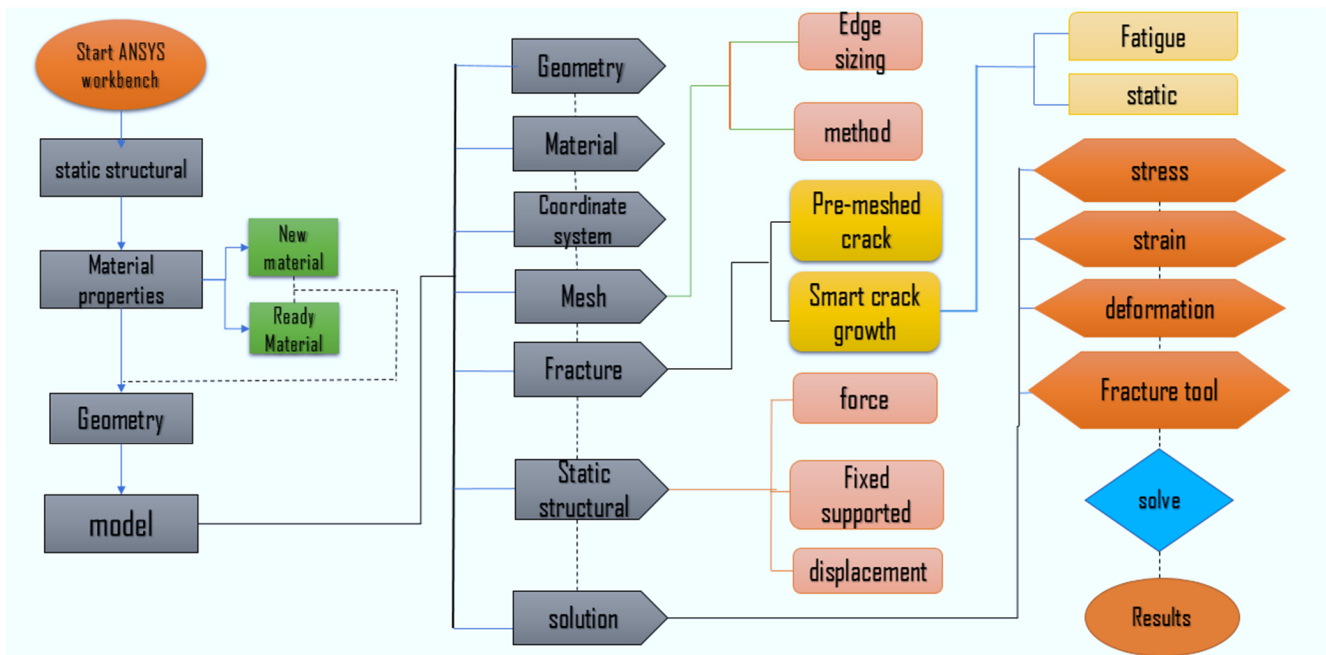 Start ANSYS
workbench
static structural
Material
properties
New
material
Ready
Material
Geometry
model
Geometry
Material
Coordinate
system
Mesh
Fracture
Static
structural
solution
Edge
sizing
method
Pre-meshed
crack
Smart crack
growth
force
Fixed
supported
displacement
Fatigue
static
stress
strain
deformation
Fracture tool
solve
Results